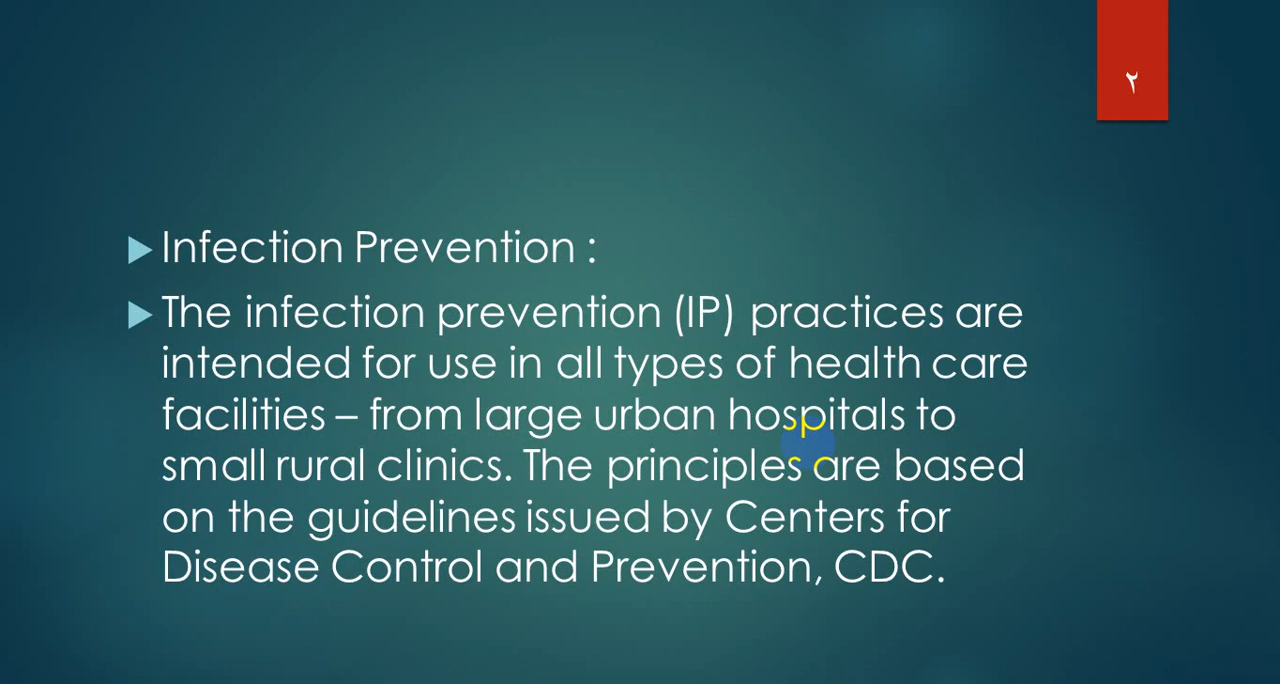 ٢
Infection Prevention :
The infection prevention (IP) practices are
intended for use in all types of health care
facilities – from large urban hospitals to
small rural clinics. The principles are based
on the guidelines issued by Centers for
Disease Control and Prevention, CDC.